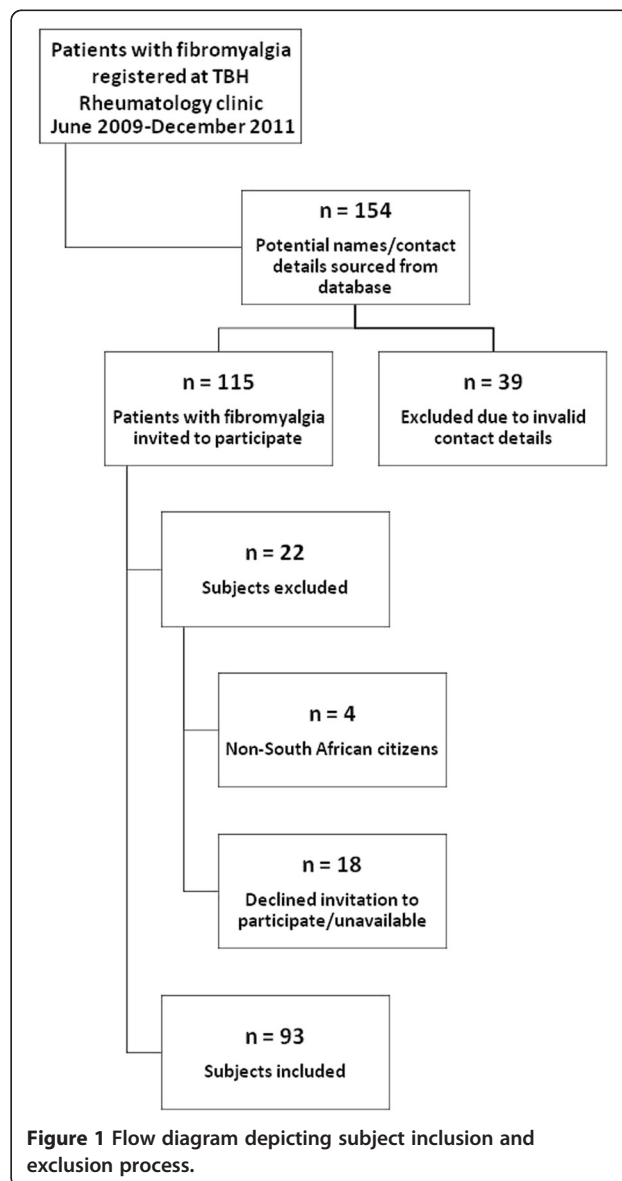 Patients with fibromyalgia
registered at TBH
Rheumatology clinic
June 2009-December 2011
n = 154
Potential names/contact
details sourced from
database
n = 115
Patients with fibromyalgia
invited to participate
n = 39
Excluded due to invalid
contact details
n = 22
Subjects excluded
n = 4
Non-South African citizens
n = 18
Declined invitation to
participate/unavailable
n = 93
Subjects included
Figure 1 Flow diagram depicting subject inclusion and
exclusion process.